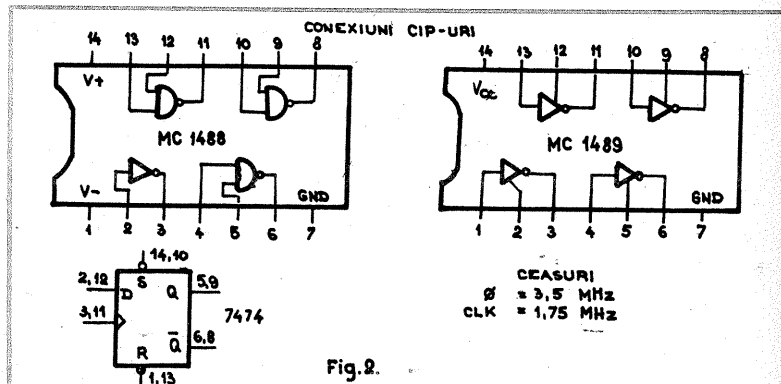 CONEXIUNI CIP-URI
14 13 12 11 10 9 8
V+
MC 1488
V- GND
1 2 3 4 5 6 7
14 13 12 11 10 9 8
Vcc
MC 1489
GND
1 2 3 4 5 6 7
14,10
2,12 D S Q 5,9
3,11 7474
R Q̅ 6,8
1,13
CEASURI
Ø = 3,5 MHz
CLK = 1,75 MHz
Fig.2.